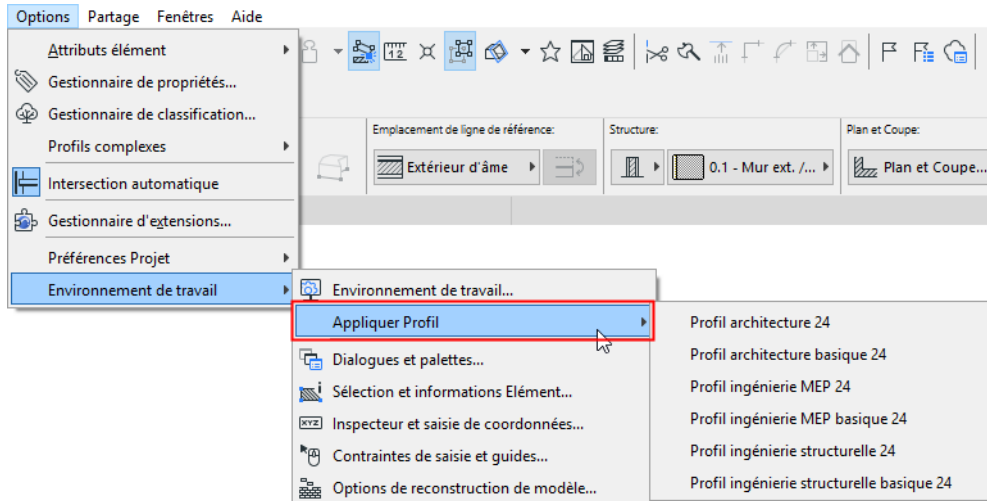 Options Partage Fenêtres Aide
Attributs élément
Gestionnaire de propriétés...
Gestionnaire de classification...
Profils complexes
Intersection automatique
Gestionnaire d'extensions...
Préférences Projet
Environnement de travail
1 2
Emplacement de ligne de référence:
Extérieur d'âme
Structure:
0.1 - Mur ext. /...
Plan et Coupe:
Plan et Coupe...
Environnement de travail...
Appliquer Profil
Dialogues et palettes...
Sélection et informations Elément...
XYZ Inspecteur et saisie de coordonnées...
Contraintes de saisie et guides...
Options de reconstruction de modèle...
Profil architecture 24
Profil architecture basique 24
Profil ingénierie MEP 24
Profil ingénierie MEP basique 24
Profil ingénierie structurelle 24
Profil ingénierie structurelle basique 24